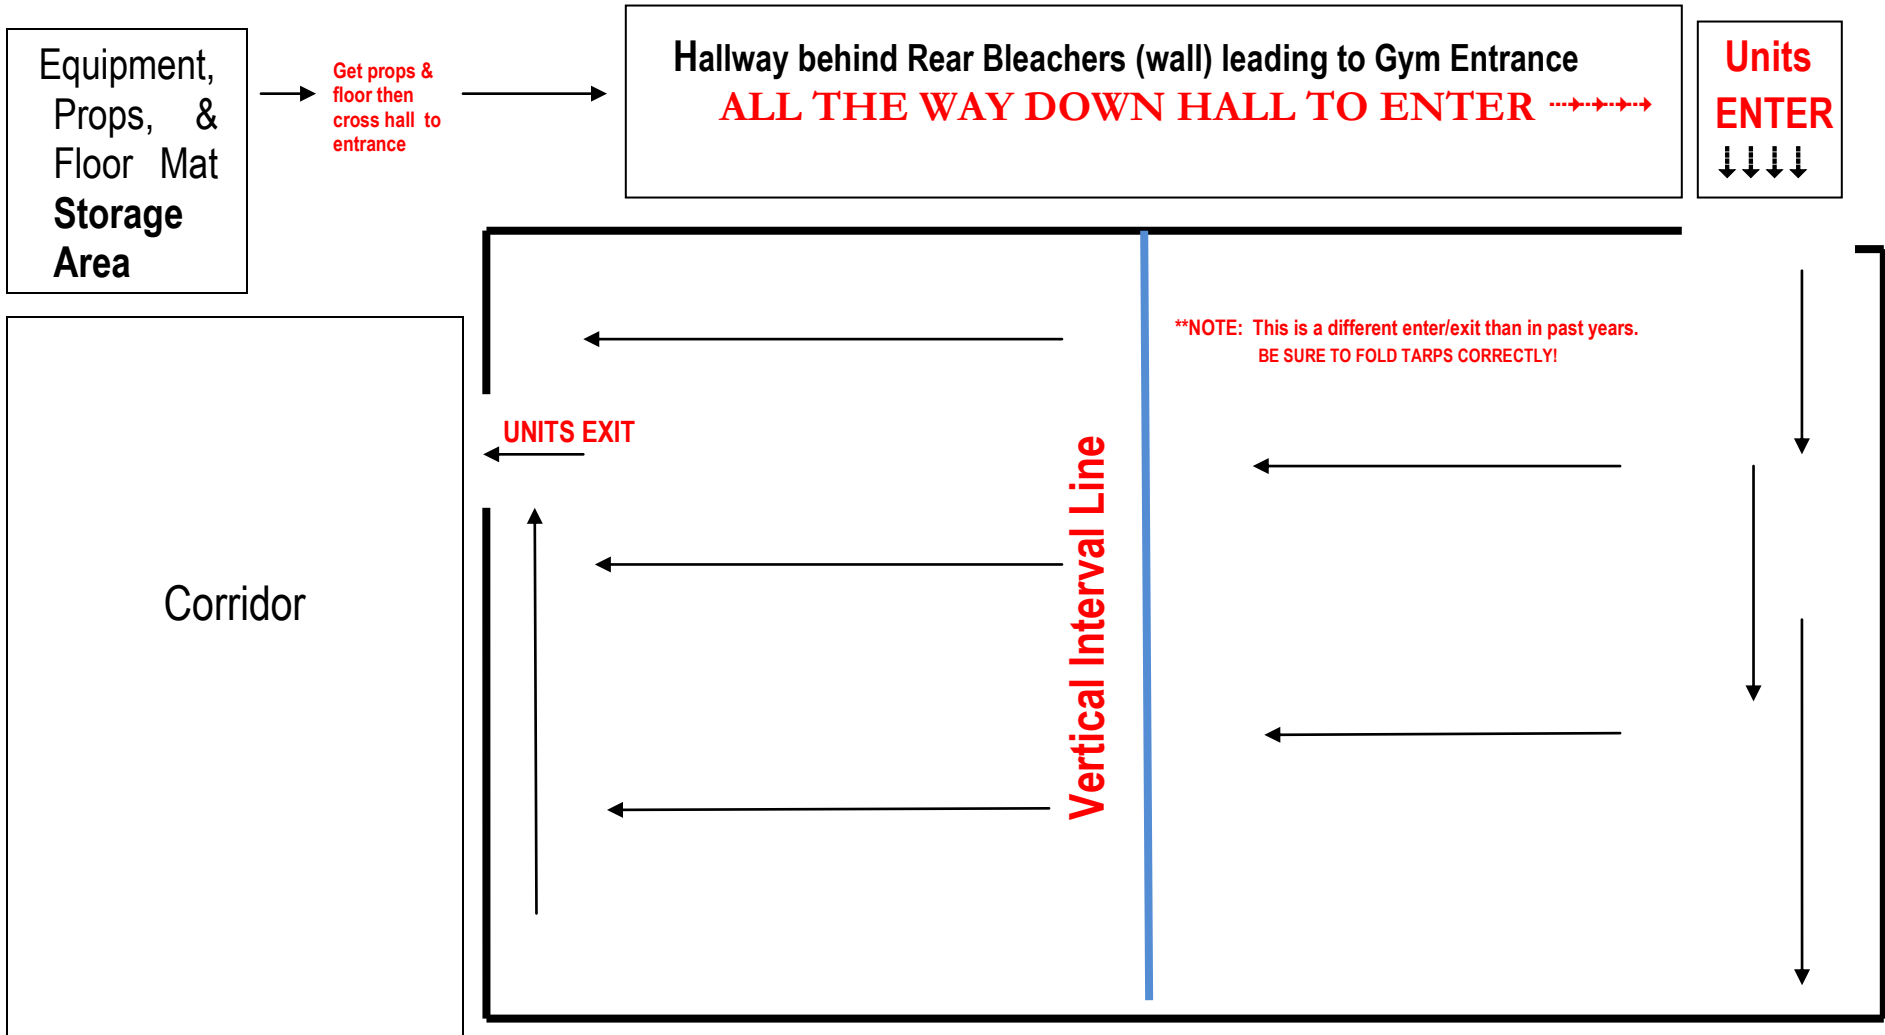 Equipment,
Props, &
Floor Mat
Storage
Area
Get props &
floor then
cross hall to
entrance
Hallway behind Rear Bleachers (wall) leading to Gym Entrance
ALL THE WAY DOWN HALL TO ENTER
Units
ENTER
**NOTE: This is a different enter/exit than in past years.
BE SURE TO FOLD TARPS CORRECTLY!
UNITS EXIT
Vertical Interval Line
Corridor